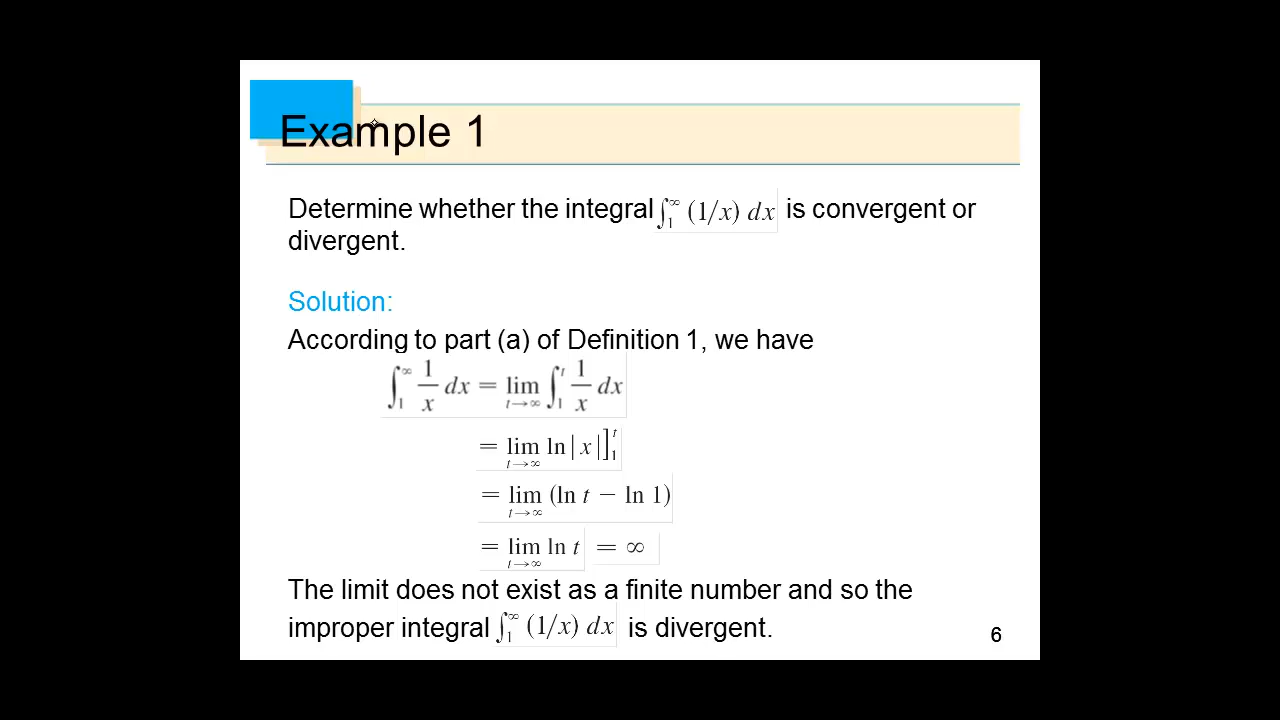 Example 1
Determine whether the integral ∫₁^∞ (1/x) dx is convergent or
divergent.
Solution:
According to part (a) of Definition 1, we have
∫₁^∞ 1/x dx = lim_{t→∞} ∫₁^t 1/x dx
= lim_{t→∞} ln|x|]₁^t
= lim_{t→∞} (ln t − ln 1)
= lim_{t→∞} ln t = ∞
The limit does not exist as a finite number and so the
improper integral ∫₁^∞ (1/x) dx is divergent.
6